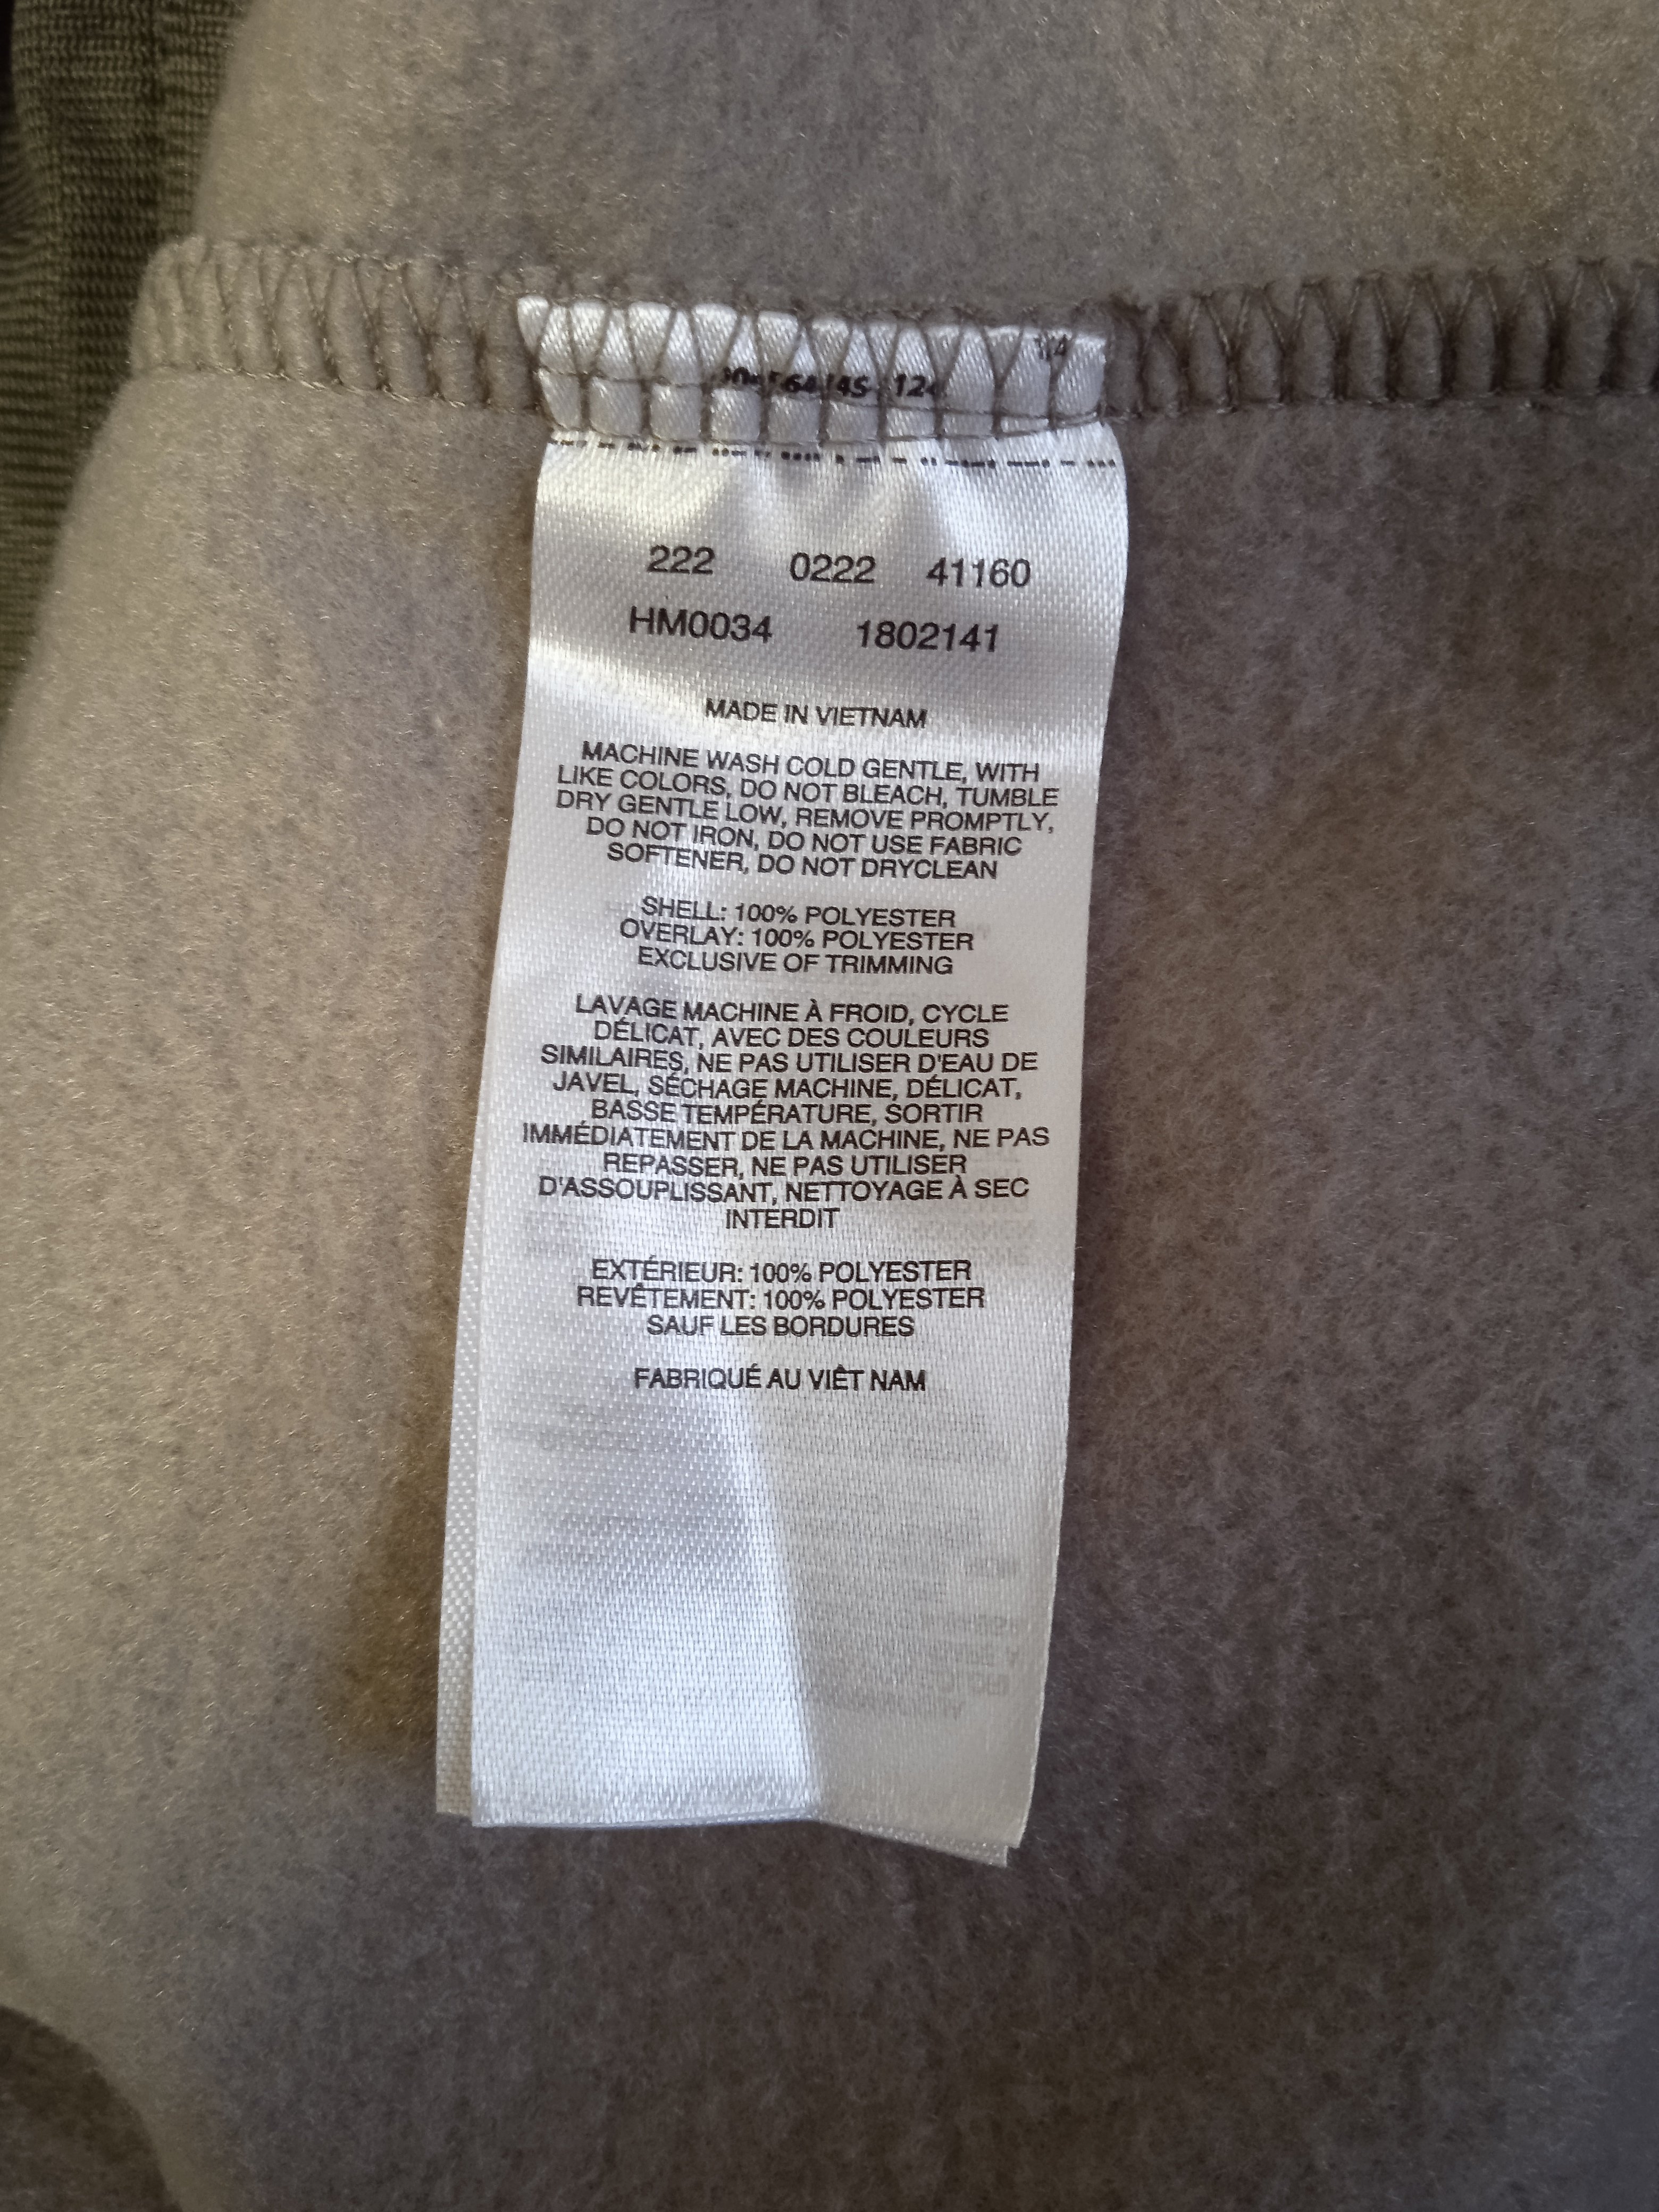 222 0222 41160
HM0034 1802141
MADE IN VIETNAM
MACHINE WASH COLD GENTLE, WITH
LIKE COLORS, DO NOT BLEACH, TUMBLE
DRY GENTLE LOW, REMOVE PROMPTLY,
DO NOT IRON, DO NOT USE FABRIC
SOFTENER, DO NOT DRYCLEAN
SHELL: 100% POLYESTER
OVERLAY: 100% POLYESTER
EXCLUSIVE OF TRIMMING
LAVAGE MACHINE À FROID, CYCLE
DÉLICAT, AVEC DES COULEURS
SIMILAIRES, NE PAS UTILISER D'EAU DE
JAVEL, SÉCHAGE MACHINE, DÉLICAT,
BASSE TEMPÉRATURE, SORTIR
IMMÉDIATEMENT DE LA MACHINE, NE PAS
REPASSER, NE PAS UTILISER
D'ASSOUPLISSANT, NETTOYAGE À SEC
INTERDIT
EXTÉRIEUR: 100% POLYESTER
REVÊTEMENT: 100% POLYESTER
SAUF LES BORDURES
FABRIQUÉ AU VIÊT NAM